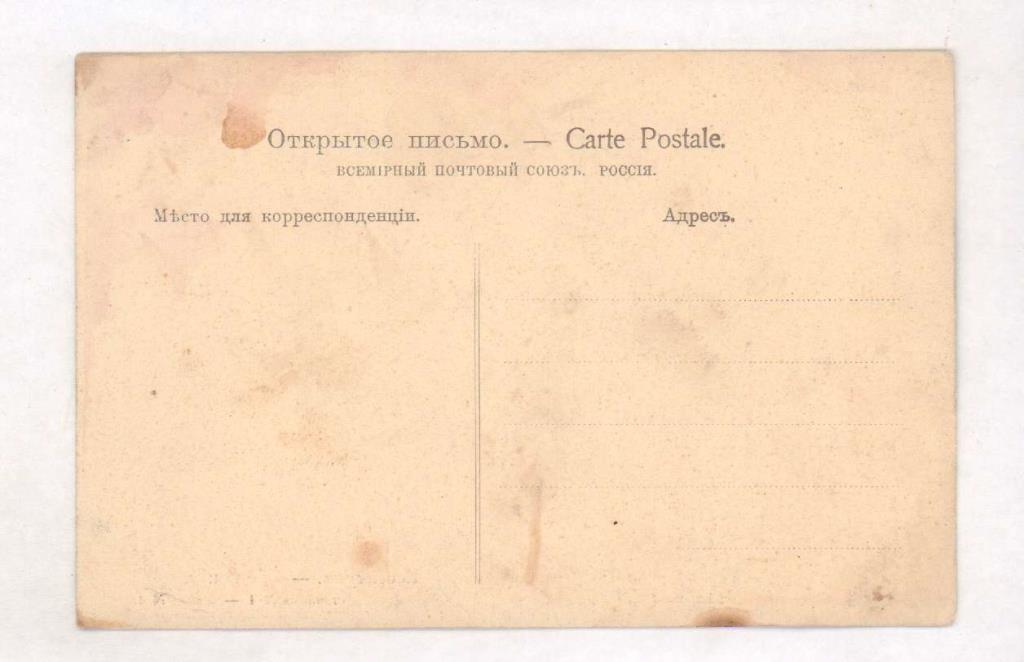 Открытое письмо. — Carte Postale.
ВСЕМІРНЫЙ ПОЧТОВЫЙ СОЮЗЪ. РОССІЯ.
Мѣсто для корреспонденціи.
Адресъ.